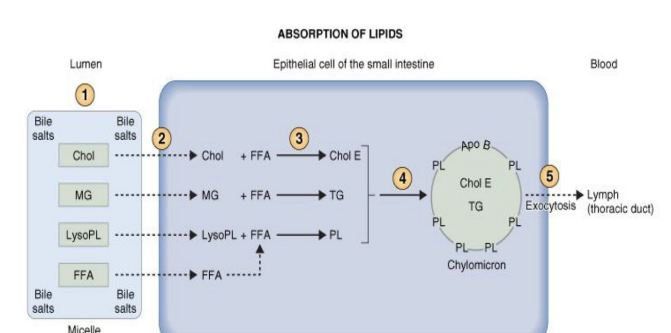 ABSORPTION OF LIPIDS
Lumen
Epithelial cell of the small intestine
Blood
1
Bile salts
Bile salts
2
3
Chol
Chol + FFA
Chol E
MG
MG + FFA
TG
LysoPL
LysoPL + FFA
PL
FFA
FFA
Bile salts
Bile salts
Micelle
4
Apo B
PL
PL
Chol E
TG
PL
PL
PL
PL
Chylomicron
5
Exocytosis
Lymph
(thoracic duct)